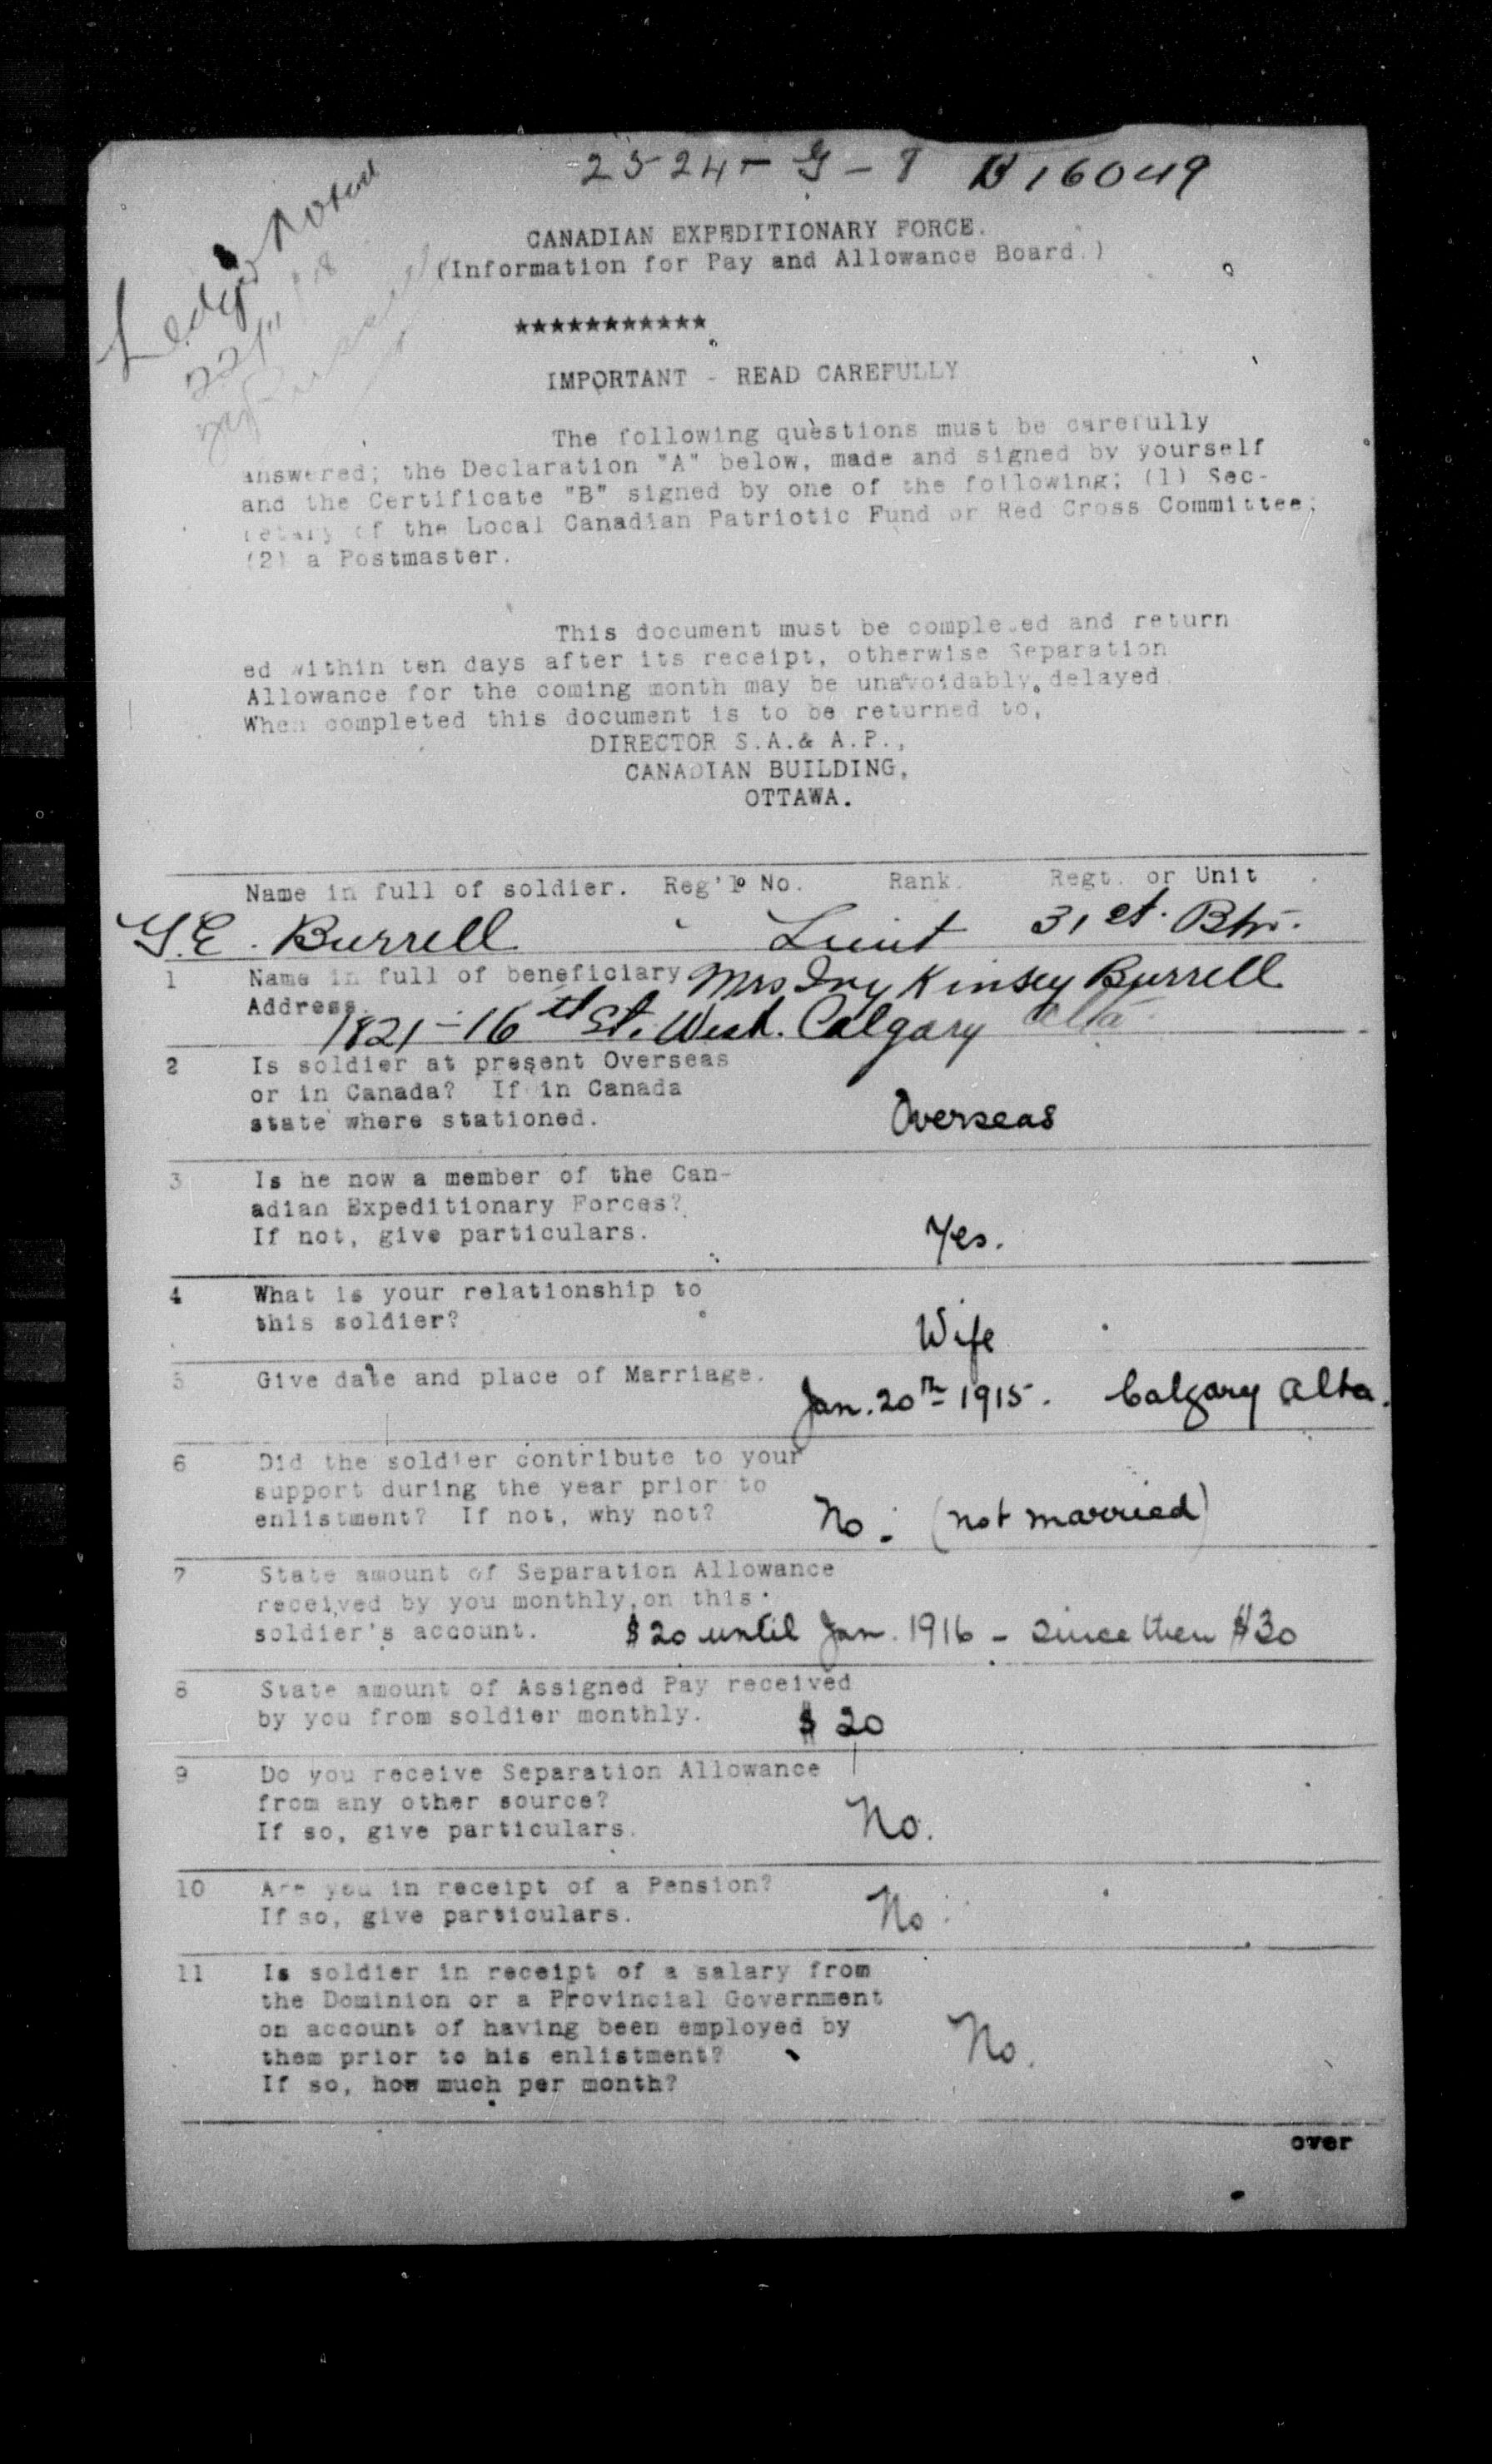 25-24-G-8 B16049
Ledger Noted
22/11/18
CANADIAN EXPEDITIONARY FORCE.
(Information for Pay and Allowance Board.)
***********
IMPORTANT - READ CAREFULLY
The following questions must be carefully
answered; the Declaration "A" below, made and signed by yourself
and the Certificate "B" signed by one of the following; (1) Sec-
retary of the Local Canadian Patriotic Fund or Red Cross Committee;
(2) a Postmaster.
This document must be completed and return
ed within ten days after its receipt, otherwise Separation
Allowance for the coming month may be unavoidably delayed.
When completed this document is to be returned to,
DIRECTOR S.A.& A.P.,
CANADIAN BUILDING,
OTTAWA.
Name in full of soldier. Reg'l No. Rank. Regt. or Unit
G.E. Burrell Lieut 31st. Btn.
1 Name in full of beneficiary Mrs Ivy Kinsey Burrell
Address. 1821-16th St. West. Calgary Alta
2 Is soldier at present Overseas
or in Canada? If in Canada
state where stationed. Overseas
3 Is he now a member of the Can-
adian Expeditionary Forces?
If not, give particulars. Yes.
4 What is your relationship to
this soldier? Wife
5 Give date and place of Marriage. Jan. 20th 1915. Calgary Alta.
6 Did the soldier contribute to your
support during the year prior to
enlistment? If not, why not? No. (not married)
7 State amount of Separation Allowance
received by you monthly, on this
soldier's account. $20 until Jan. 1916 - since then $30
8 State amount of Assigned Pay received
by you from soldier monthly. $20
9 Do you receive Separation Allowance
from any other source?
If so, give particulars. No.
10 Are you in receipt of a Pension?
If so, give particulars. No.
11 Is soldier in receipt of a salary from
the Dominion or a Provincial Government
on account of having been employed by
them prior to his enlistment? No.
If so, how much per month?
over